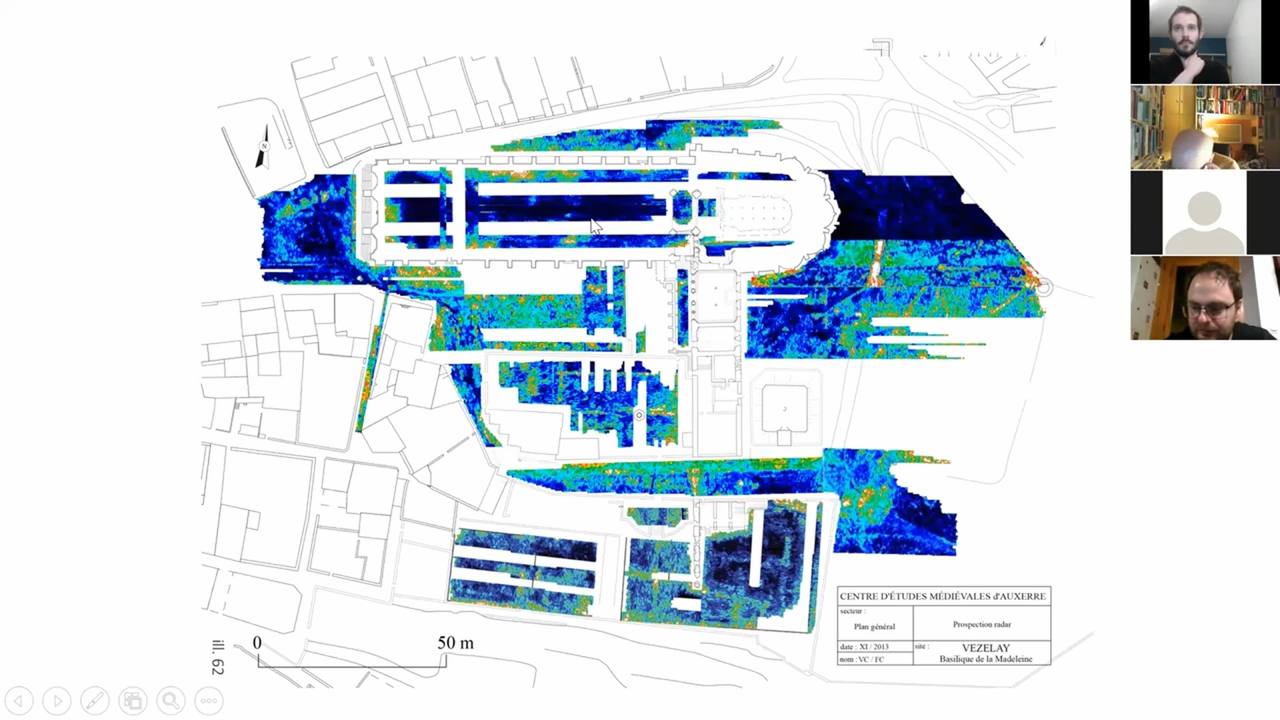 N
CENTRE D'ÉTUDES MÉDIÉVALES d'AUXERRE
secteur :
Plan général
Prospection radar
date : XI / 2013
nom : VC / FC
site :
VEZELAY
Basilique de la Madeleine
0
50 m
ill. 62